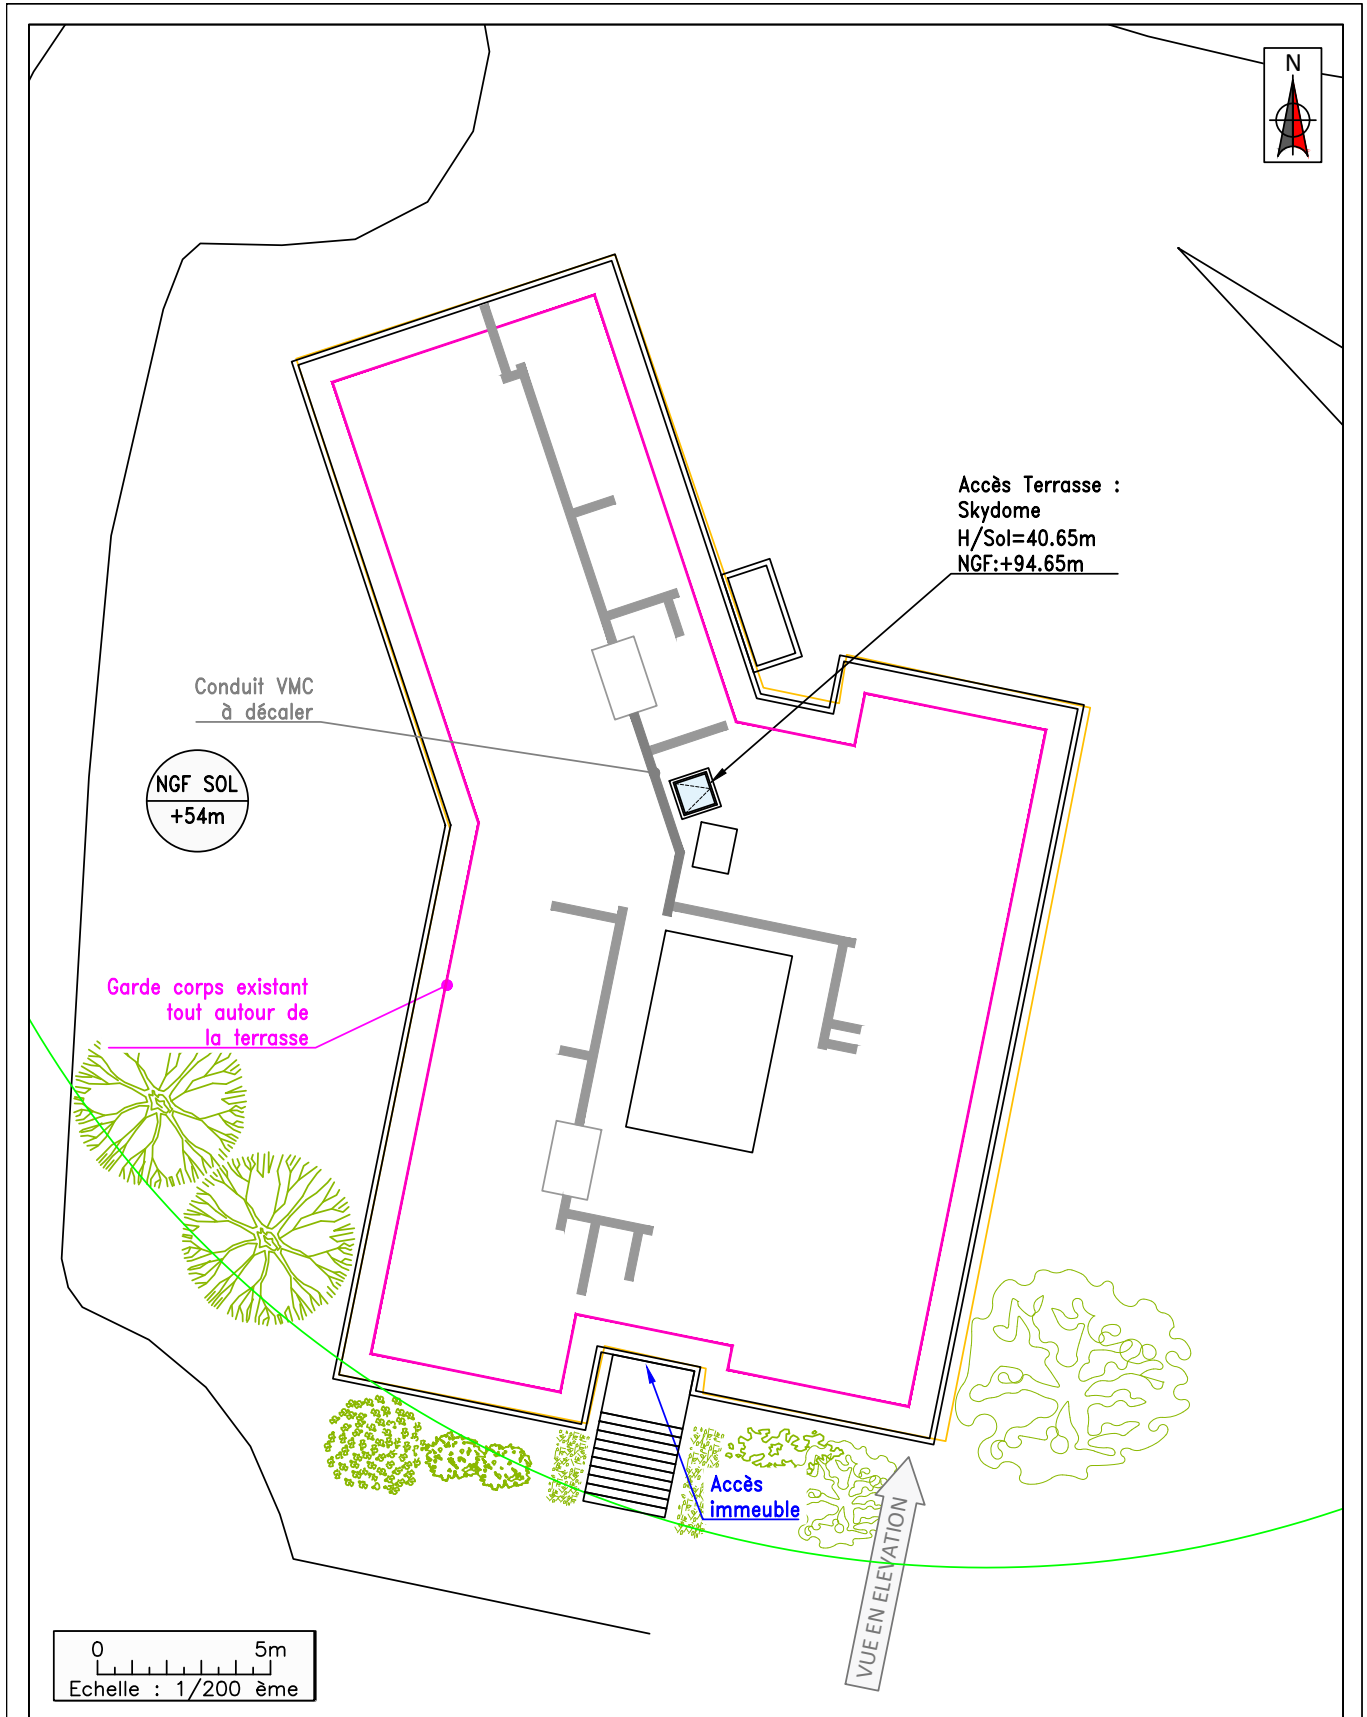 N
Accès Terrasse :
Skydome
H/Sol=40.65m
NGF:+94.65m
Conduit VMC
à décaler
NGF SOL
+54m
Garde corps existant
tout autour de
la terrasse
Accès
immeuble
VUE EN ELEVATION
0 5m
Echelle : 1/200 ème